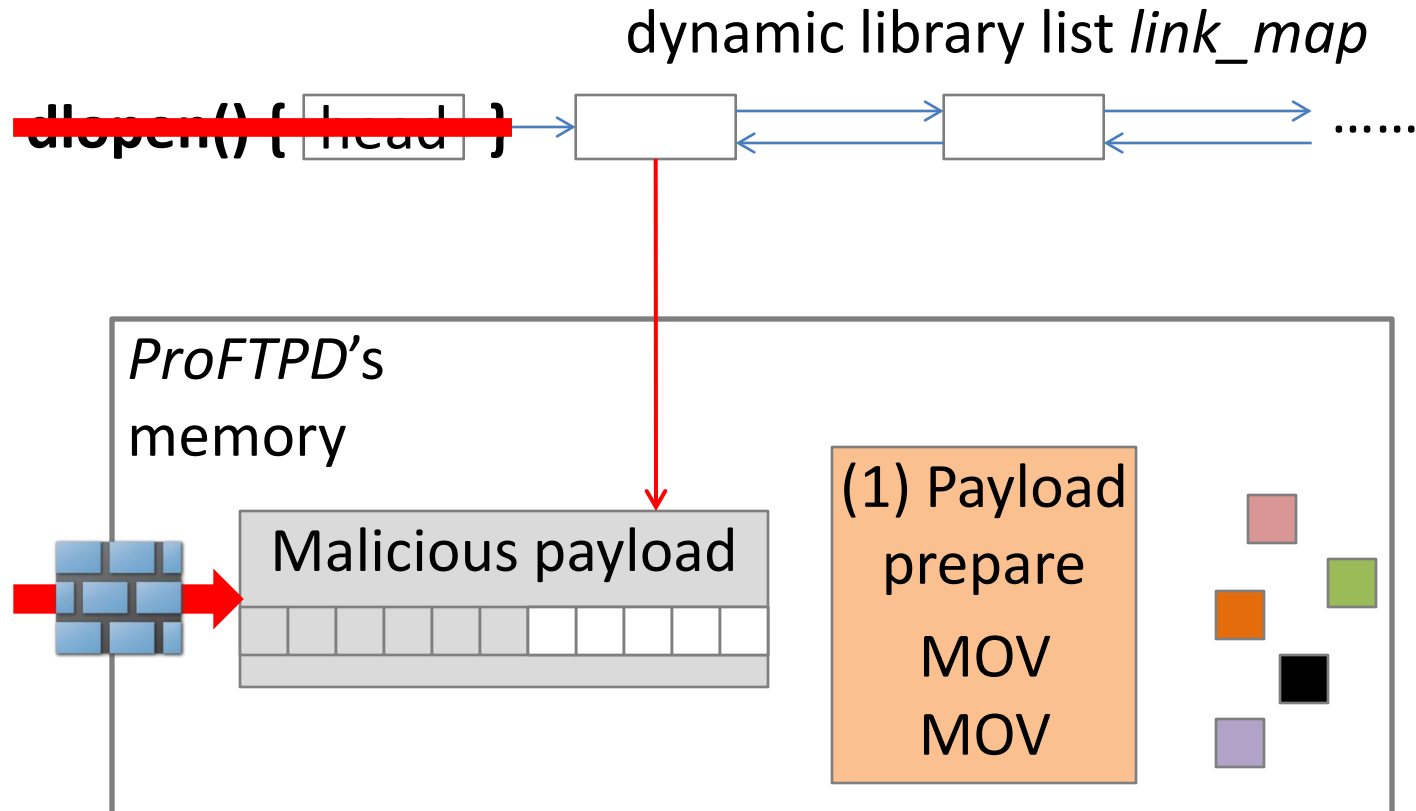 dynamic library list link_map
dlopen() { head } ......
ProFTPD's
memory
(1) Payload
prepare
MOV
MOV
Malicious payload